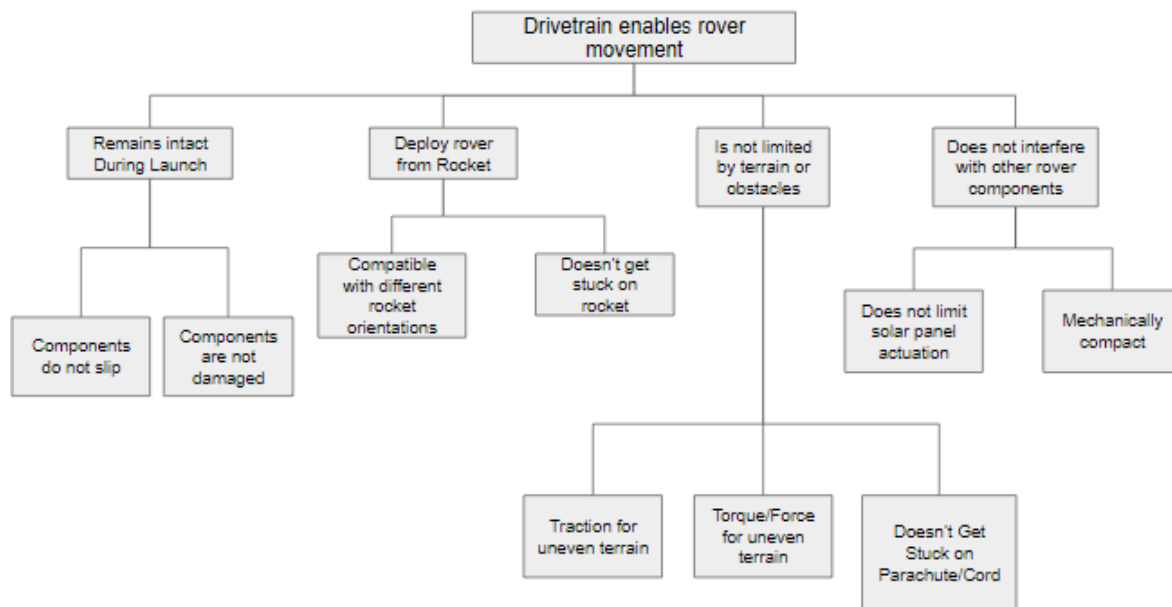 Drivetrain enables rover
movement
Remains intact
During Launch
Deploy rover
from Rocket
Is not limited
by terrain or
obstacles
Does not interfere
with other rover
components
Components
do not slip
Components
are not
damaged
Compatible
with different
rocket
orientations
Doesn't get
stuck on
rocket
Does not limit
solar panel
actuation
Mechanically
compact
Traction for
uneven terrain
Torque/Force
for uneven
terrain
Doesn't Get
Stuck on
Parachute/Cord